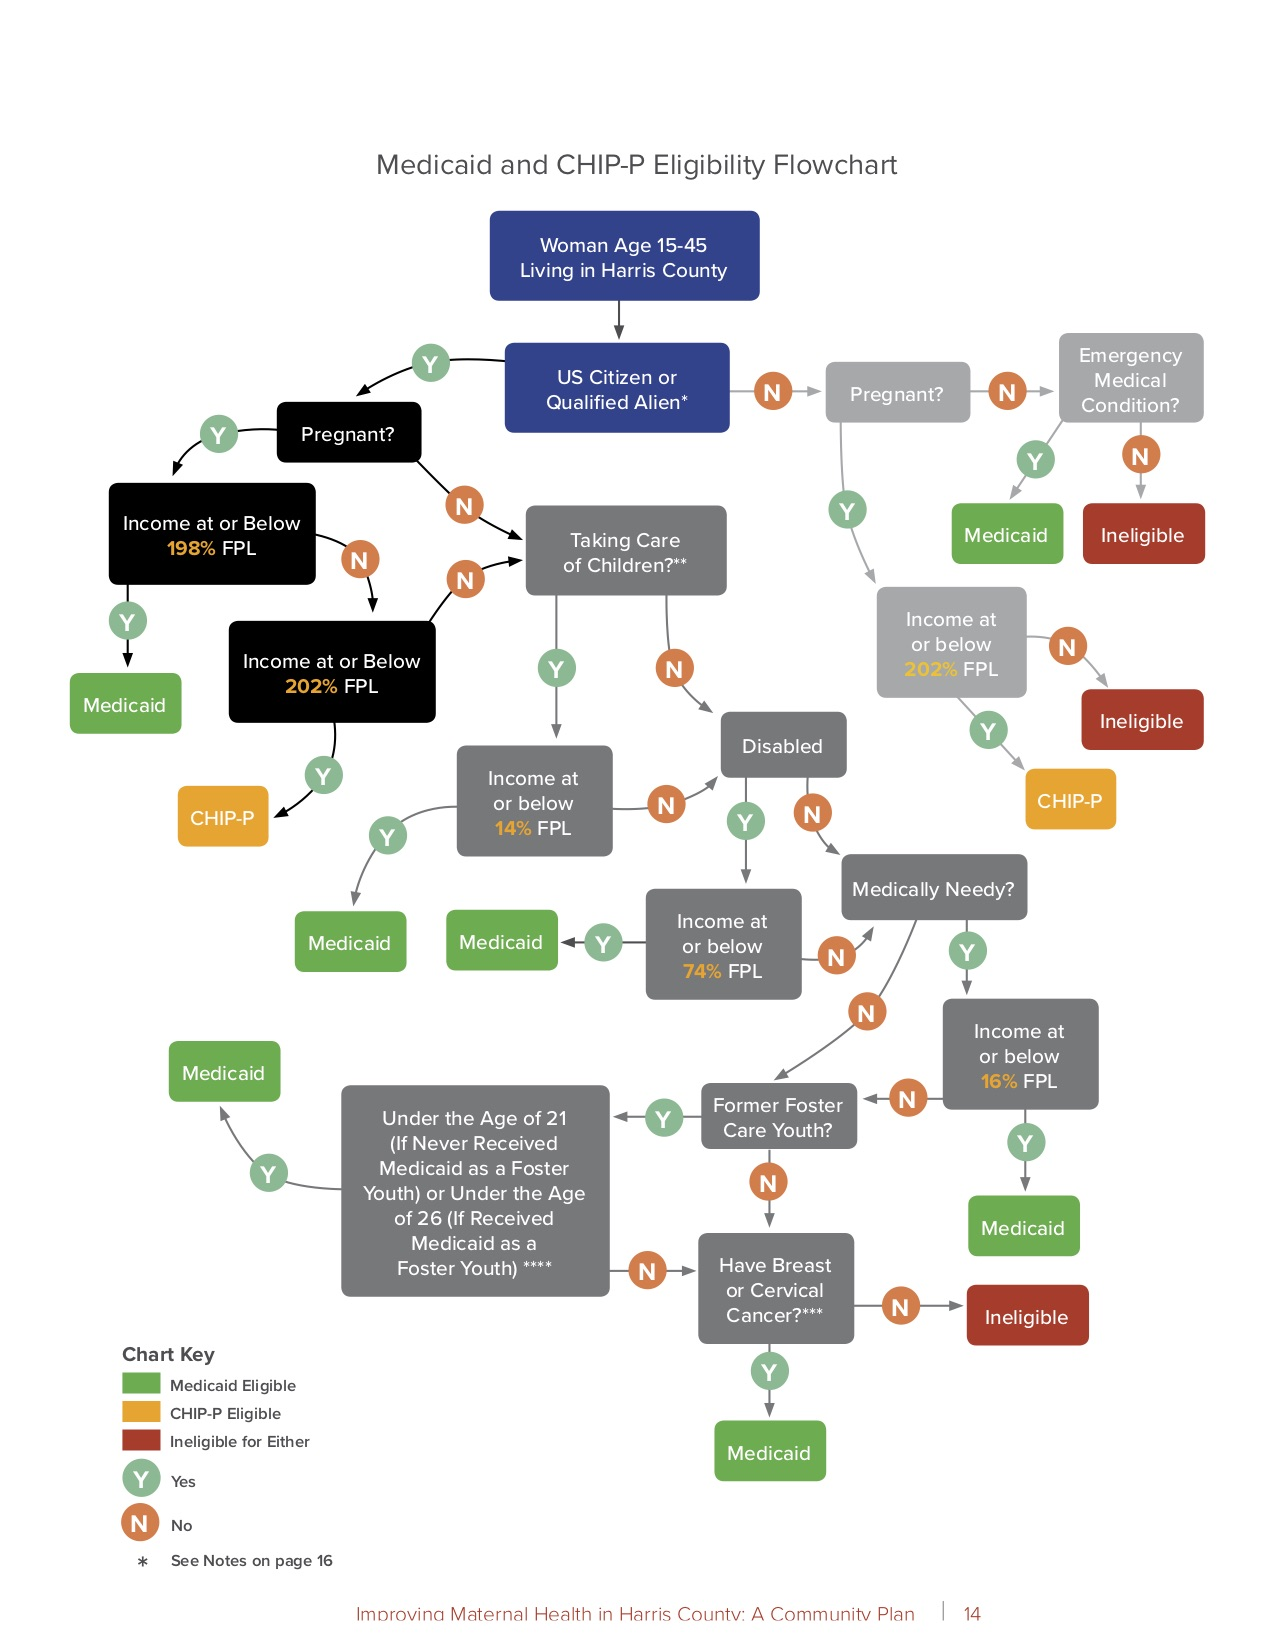 Medicaid and CHIP-P Eligibility Flowchart
Woman Age 15-45
Living in Harris County
US Citizen or
Qualified Alien*
Y
N
Pregnant?
N
Emergency
Medical
Condition?
Y
N
Medicaid
Ineligible
Y
Income at
or below
202% FPL
N
Ineligible
Y
CHIP-P
Pregnant?
Y
N
Income at or Below
198% FPL
N
Y
Medicaid
Income at or Below
202% FPL
N
Y
CHIP-P
Taking Care
of Children?**
Y
N
Income at
or below
14% FPL
Y
N
Medicaid
Disabled
Y
N
Income at
or below
74% FPL
Y
Medicaid
N
Medically Needy?
N
Y
Income at
or below
16% FPL
N
Y
Medicaid
Former Foster
Care Youth?
Y
N
Under the Age of 21
(If Never Received
Medicaid as a Foster
Youth) or Under the Age
of 26 (If Received
Medicaid as a
Foster Youth) ****
Y
Medicaid
N
Have Breast
or Cervical
Cancer?***
N
Ineligible
Y
Medicaid
Chart Key
Medicaid Eligible
CHIP-P Eligible
Ineligible for Either
Y Yes
N No
* See Notes on page 16
Improving Maternal Health in Harris County: A Community Plan | 14